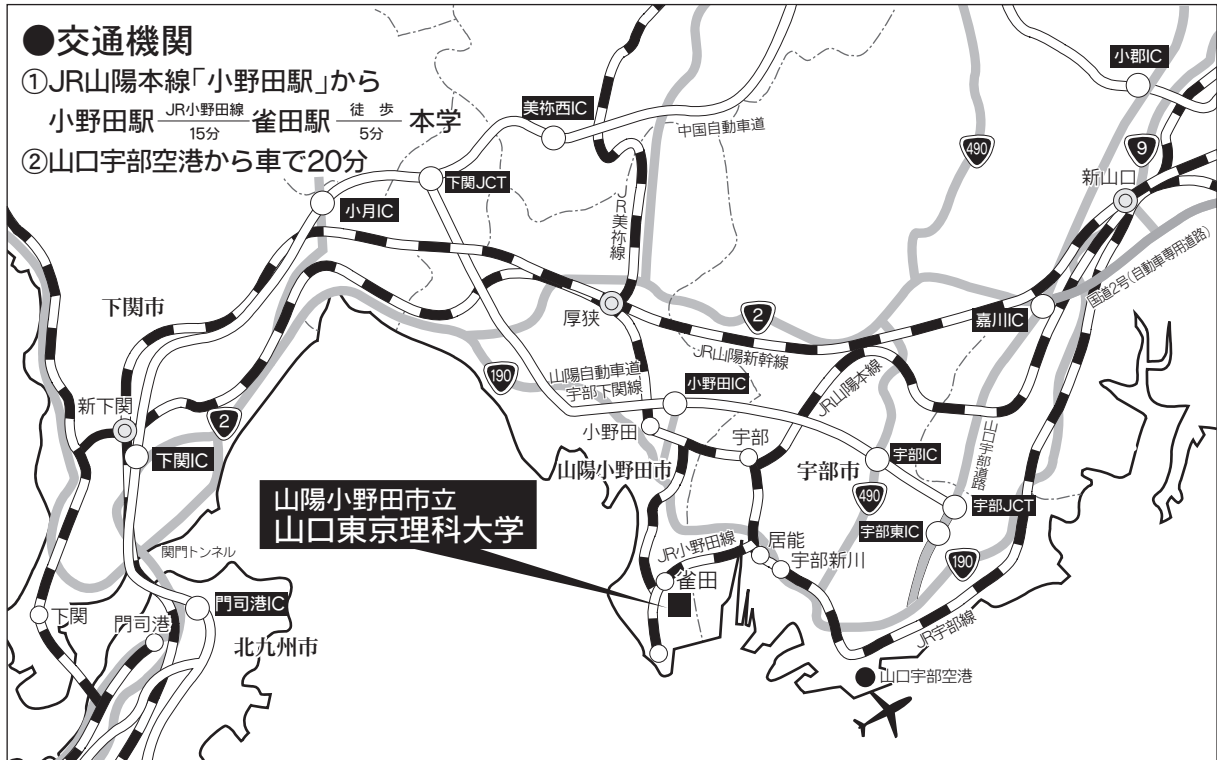 ●交通機関
①JR山陽本線「小野田駅」から
小野田駅 JR小野田線 15分 雀田駅 徒歩 5分 本学
②山口宇部空港から車で20分
小郡IC
美祢西IC
中国自動車道
490
9
下関JCT
新山口
小月IC
JR美祢線
国道2号(自動車専用道路)
下関市
厚狭
2
嘉川IC
JR山陽新幹線
190
山陽自動車道
宇部下関線
小野田IC
JR山陽本線
新下関
2
小野田
宇部
山口宇部道路
下関IC
山陽小野田市
宇部市
宇部IC
山陽小野田市立
山口東京理科大学
490
宇部JCT
宇部東IC
関門トンネル
JR小野田線
居能
宇部新川
190
雀田
門司港IC
下関
門司港
北九州市
JR宇部線
山口宇部空港